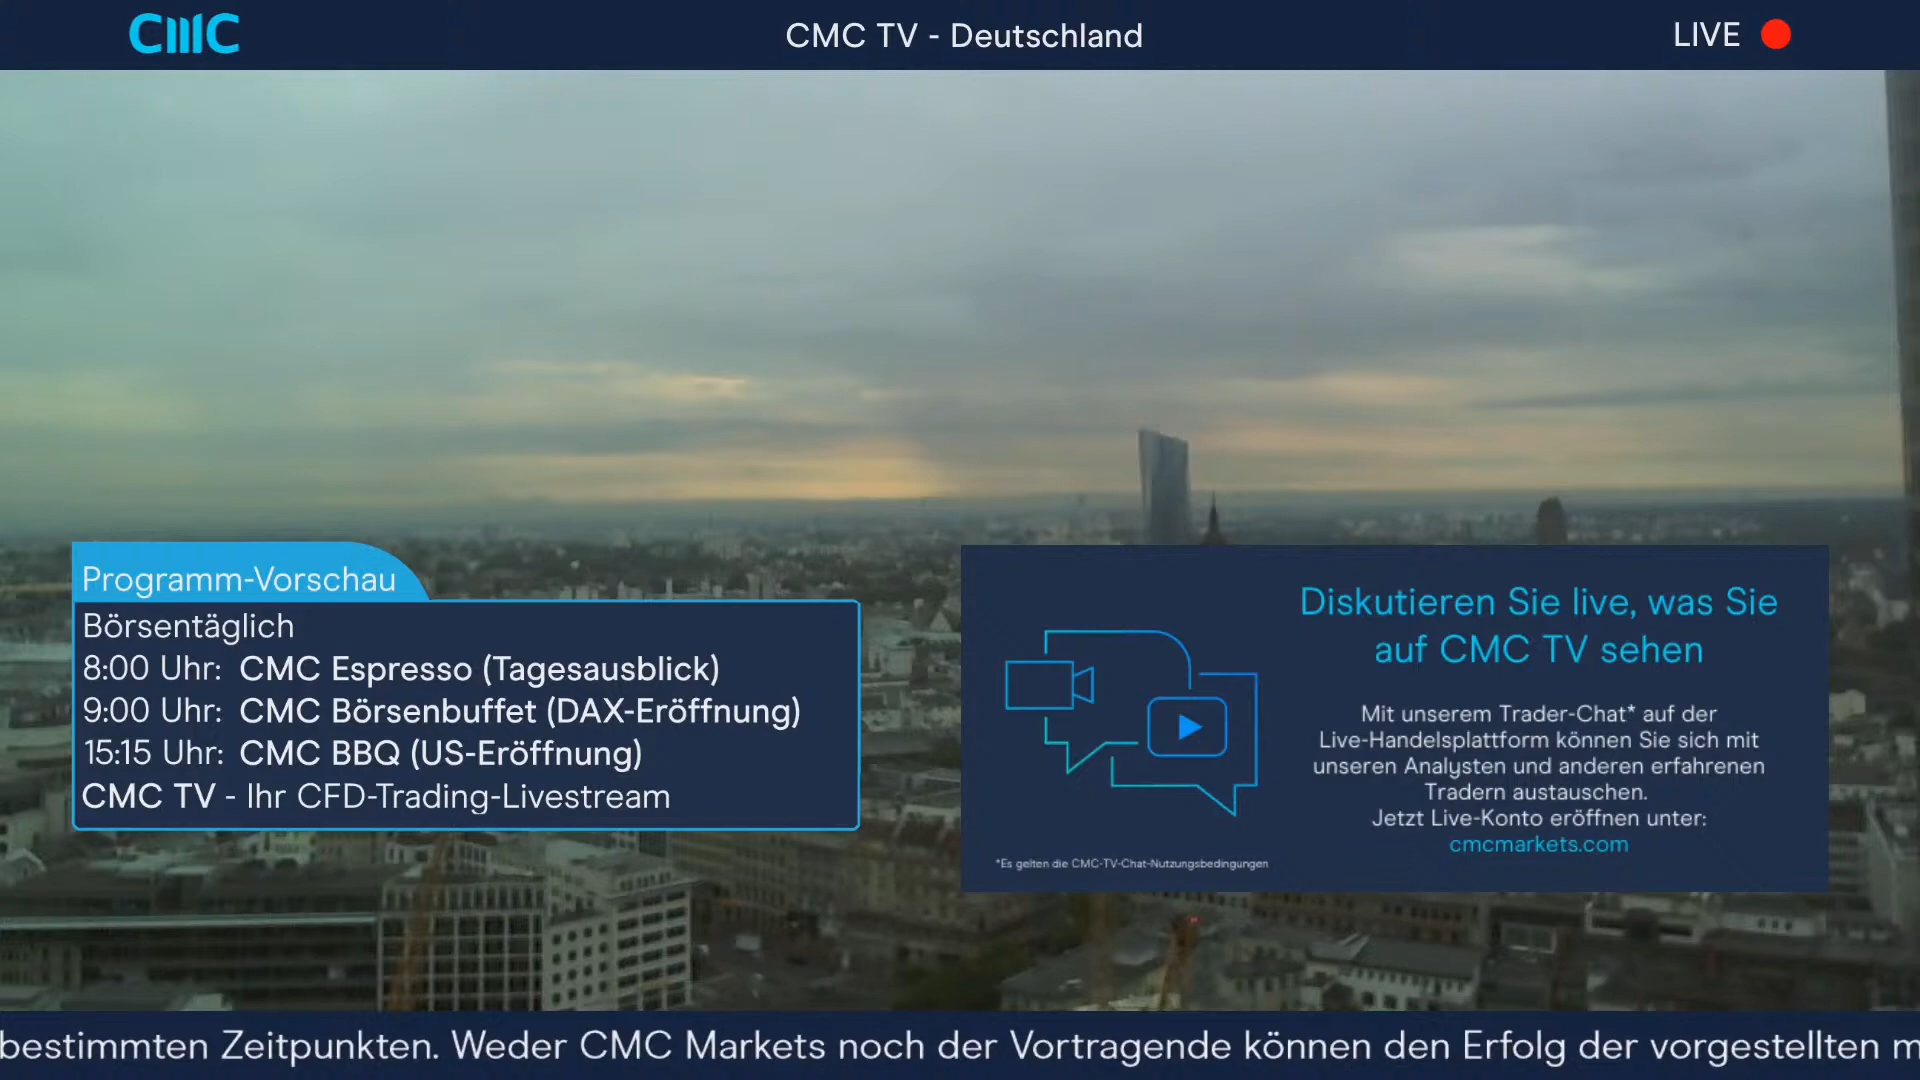 CMC
CMC TV - Deutschland
LIVE
Programm-Vorschau
Börsentäglich
8:00 Uhr: CMC Espresso (Tagesausblick)
9:00 Uhr: CMC Börsenbuffet (DAX-Eröffnung)
15:15 Uhr: CMC BBQ (US-Eröffnung)
CMC TV - Ihr CFD-Trading-Livestream
Diskutieren Sie live, was Sie
auf CMC TV sehen
Mit unserem Trader-Chat* auf der
Live-Handelsplattform können Sie sich mit
unseren Analysten und anderen erfahrenen
Tradern austauschen.
Jetzt Live-Konto eröffnen unter:
cmcmarkets.com
*Es gelten die CMC-TV-Chat-Nutzungsbedingungen
bestimmten Zeitpunkten. Weder CMC Markets noch der Vortragende können den Erfolg der vorgestellten m